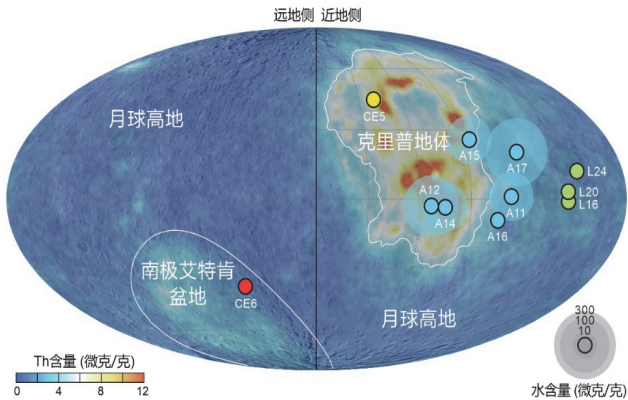 远地侧 近地侧
月球高地
CE5
克里普地体
A15
A17
L24
A12
A14
A11
L20
L16
A16
南极艾特肯
盆地
CE6
月球高地
300
100
10
Th含量 (微克/克)
0 4 8 12
水含量 (微克/克)